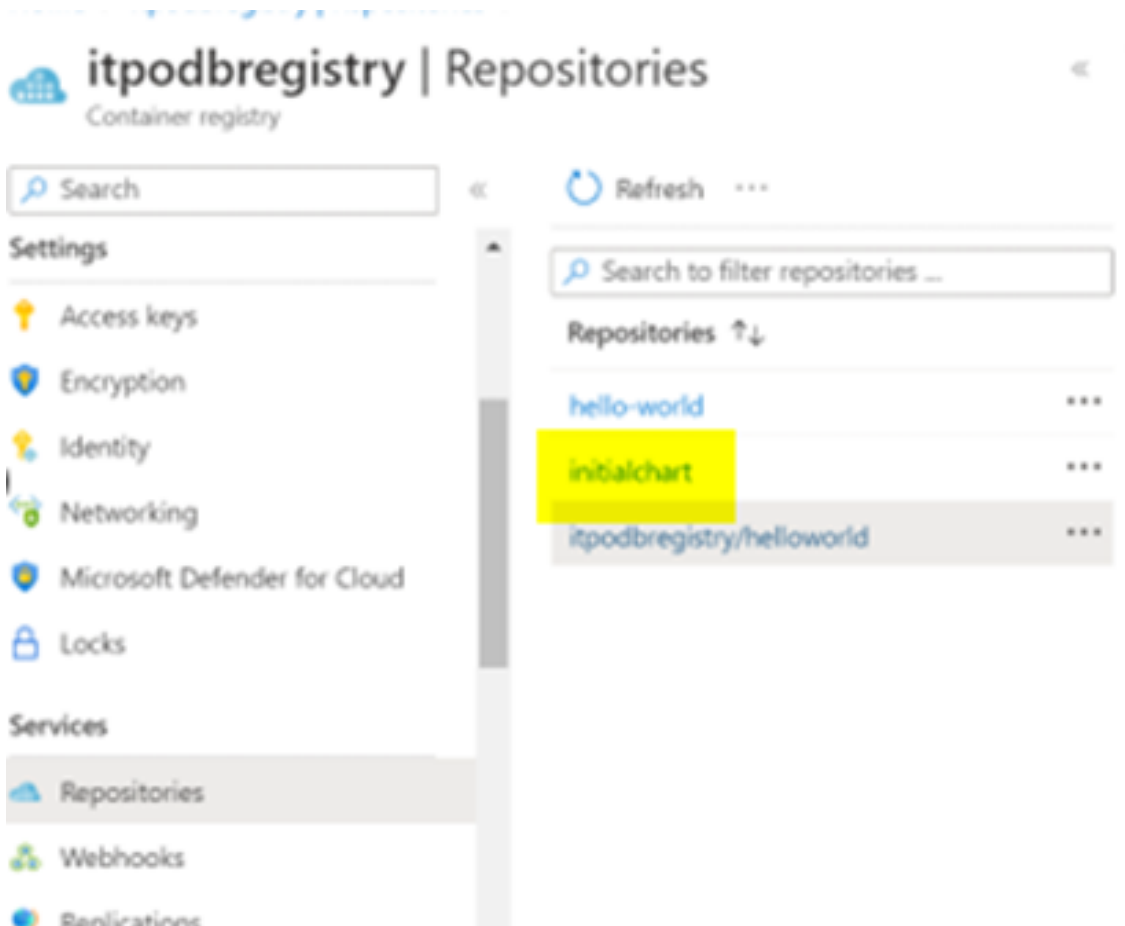 itpodbregistry | Repositories
Container registry
Search
Settings
Access keys
Encryption
Identity
Networking
Microsoft Defender for Cloud
Locks
Services
Repositories
Webhooks
Replications
Refresh
Search to filter repositories ...
Repositories
hello-world
initialchart
itpodbregistry/helloworld